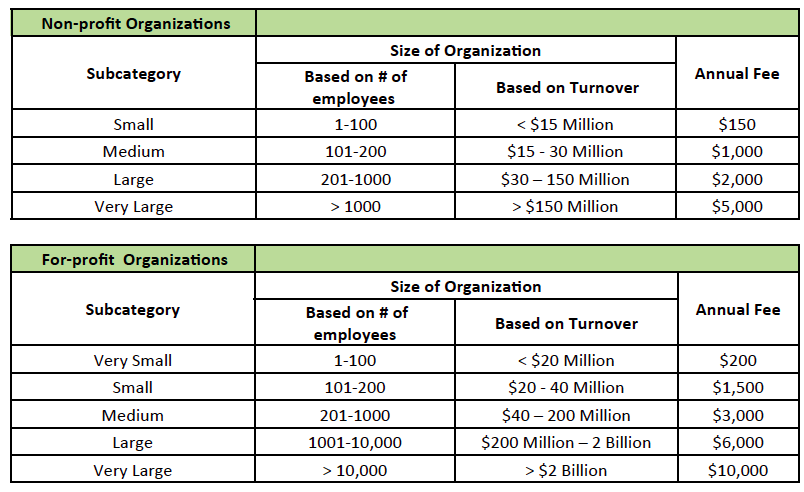 Non-profit Organizations
Size of Organization
Subcategory
Based on # of
employees
Based on Turnover
Annual Fee
Small 1-100 < $15 Million $150
Medium 101-200 $15 - 30 Million $1,000
Large 201-1000 $30 – 150 Million $2,000
Very Large > 1000 > $150 Million $5,000
For-profit Organizations
Size of Organization
Subcategory
Based on # of
employees
Based on Turnover
Annual Fee
Very Small 1-100 < $20 Million $200
Small 101-200 $20 - 40 Million $1,500
Medium 201-1000 $40 – 200 Million $3,000
Large 1001-10,000 $200 Million – 2 Billion $6,000
Very Large > 10,000 > $2 Billion $10,000